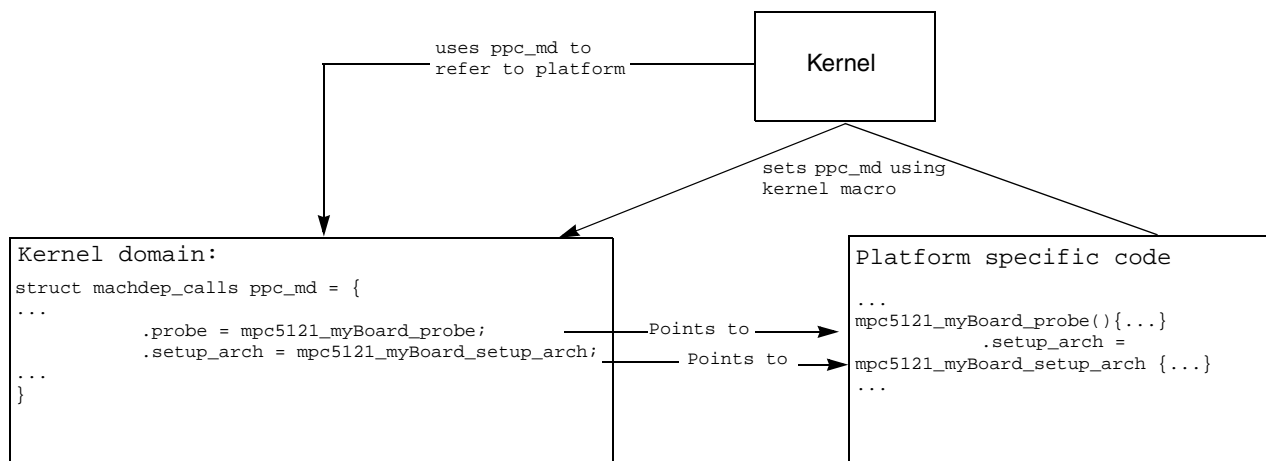 uses ppc_md to
refer to platform
Kernel
sets ppc_md using
kernel macro
Kernel domain:
struct machdep_calls ppc_md = {
...
.probe = mpc5121_myBoard_probe;
.setup_arch = mpc5121_myBoard_setup_arch;
...
}
Points to
Points to
Platform specific code
...
mpc5121_myBoard_probe(){...}
.setup_arch =
mpc5121_myBoard_setup_arch {...}
...